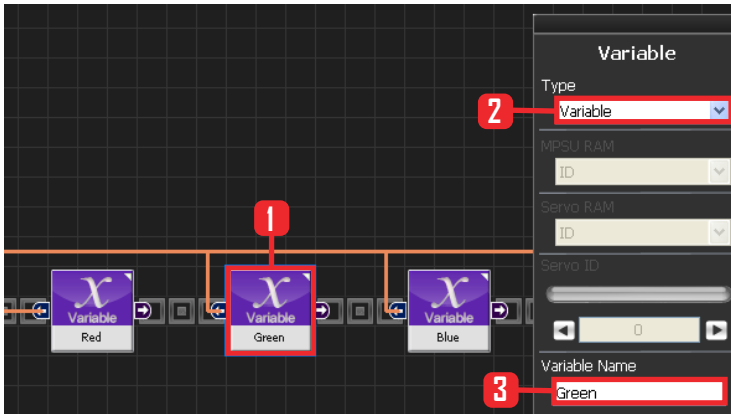 Variable
Type
2
Variable
MPSU RAM
ID
Servo RAM
ID
Servo ID
0
Variable Name
3
Green
1
X
Variable
Red
X
Variable
Green
X
Variable
Blue